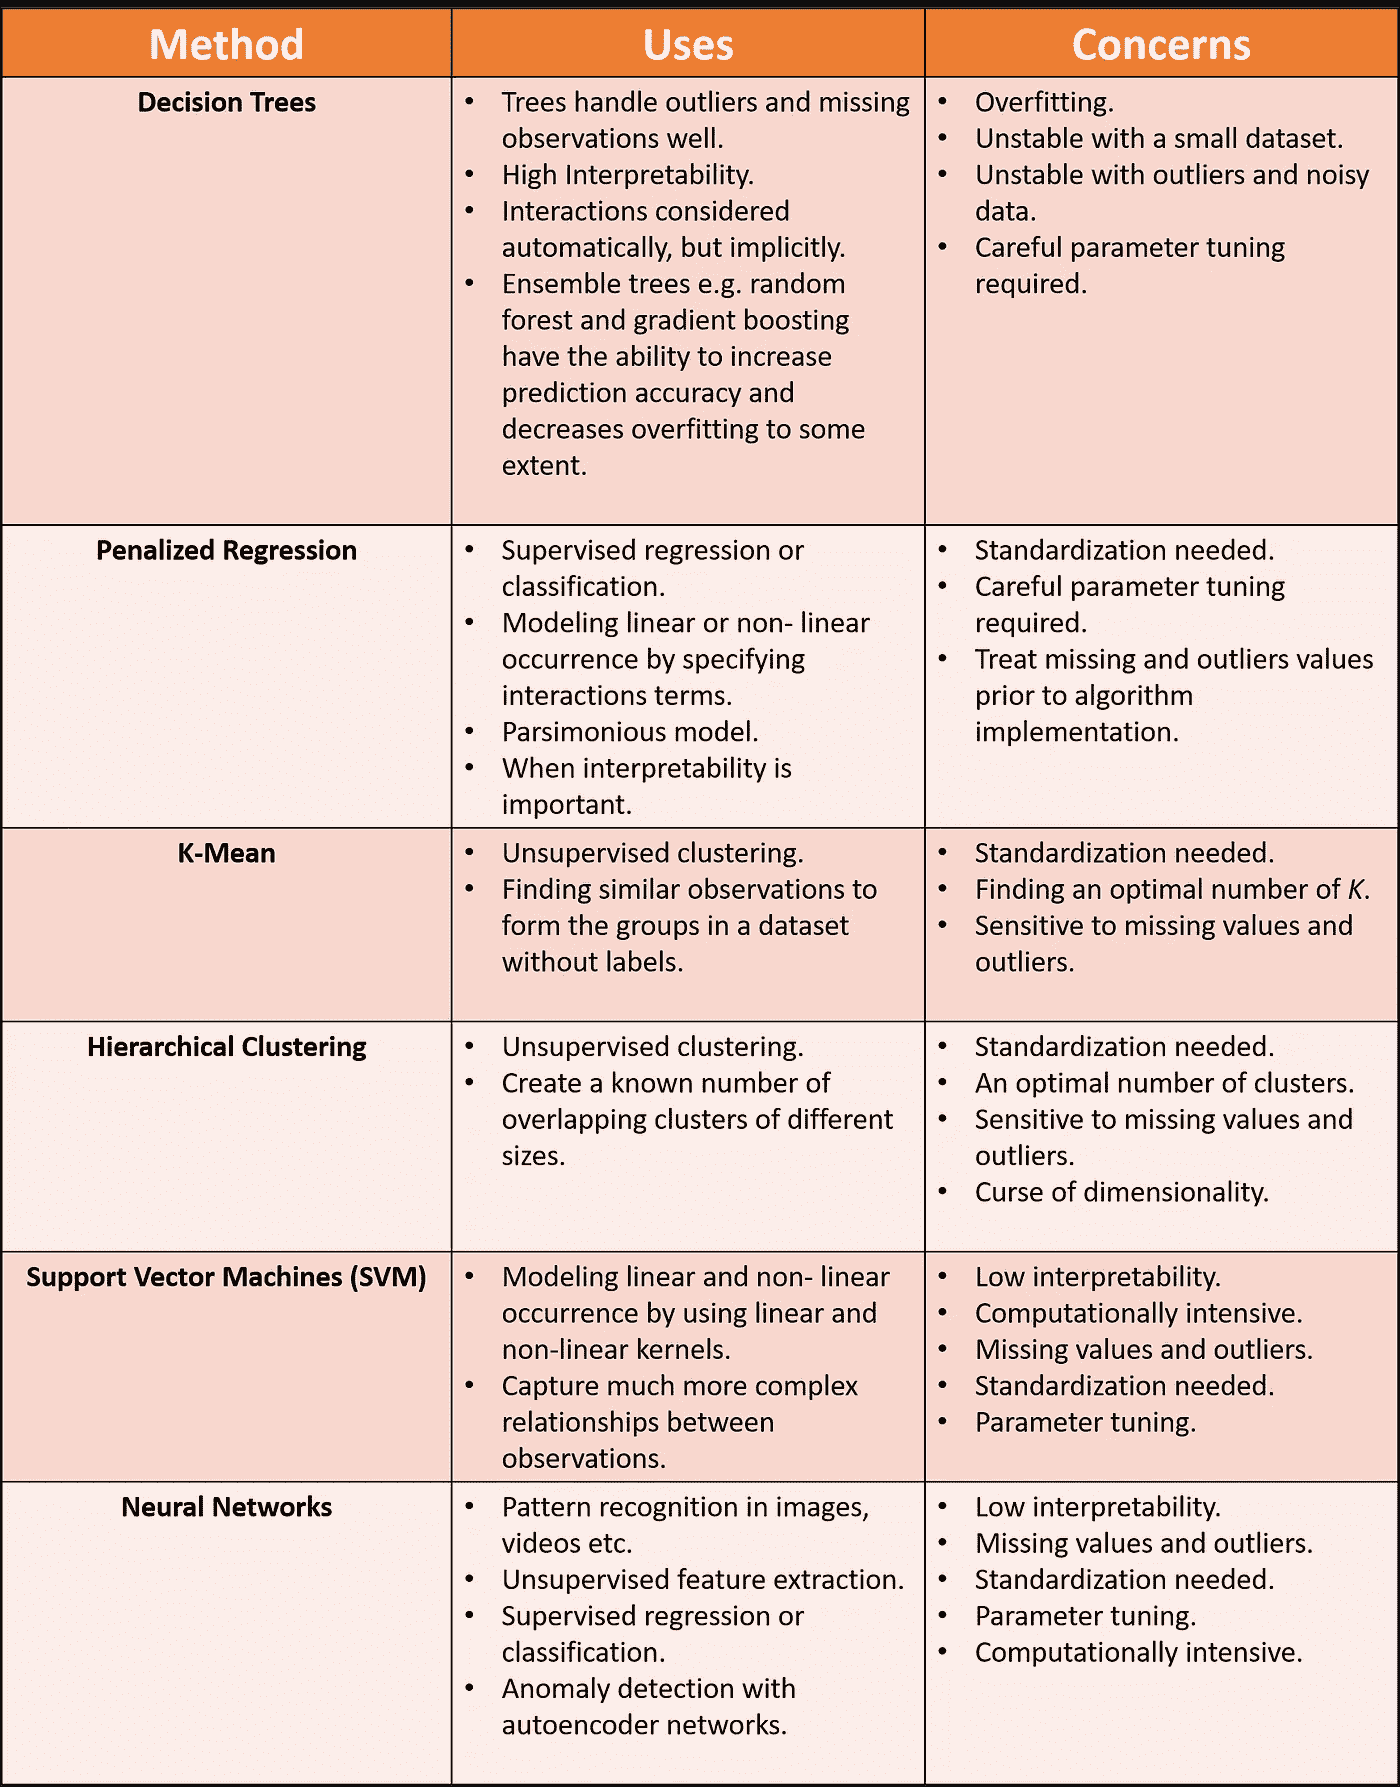 Method Uses Concerns
Decision Trees
• Trees handle outliers and missing
observations well.
• High Interpretability.
• Interactions considered
automatically, but implicitly.
• Ensemble trees e.g. random
forest and gradient boosting
have the ability to increase
prediction accuracy and
decreases overfitting to some
extent.
• Overfitting.
• Unstable with a small dataset.
• Unstable with outliers and noisy
data.
• Careful parameter tuning
required.
Penalized Regression
• Supervised regression or
classification.
• Modeling linear or non- linear
occurrence by specifying
interactions terms.
• Parsimonious model.
• When interpretability is
important.
• Standardization needed.
• Careful parameter tuning
required.
• Treat missing and outliers values
prior to algorithm
implementation.
K-Mean
• Unsupervised clustering.
• Finding similar observations to
form the groups in a dataset
without labels.
• Standardization needed.
• Finding an optimal number of K.
• Sensitive to missing values and
outliers.
Hierarchical Clustering
• Unsupervised clustering.
• Create a known number of
overlapping clusters of different
sizes.
• Standardization needed.
• An optimal number of clusters.
• Sensitive to missing values and
outliers.
• Curse of dimensionality.
Support Vector Machines (SVM)
• Modeling linear and non- linear
occurrence by using linear and
non-linear kernels.
• Capture much more complex
relationships between
observations.
• Low interpretability.
• Computationally intensive.
• Missing values and outliers.
• Standardization needed.
• Parameter tuning.
Neural Networks
• Pattern recognition in images,
videos etc.
• Unsupervised feature extraction.
• Supervised regression or
classification.
• Anomaly detection with
autoencoder networks.
• Low interpretability.
• Missing values and outliers.
• Standardization needed.
• Parameter tuning.
• Computationally intensive.